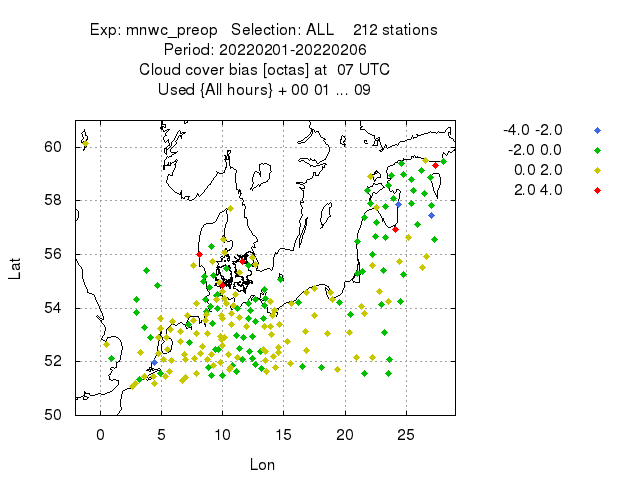 Exp: mnwc_preop Selection: ALL 212 stations
Period: 20220201-20220206
Cloud cover bias [octas] at 07 UTC
Used {All hours} + 00 01 ... 09
-4.0 -2.0
-2.0 0.0
0.0 2.0
2.0 4.0
60
58
56
54
52
50
Lat
0 5 10 15 20 25
Lon